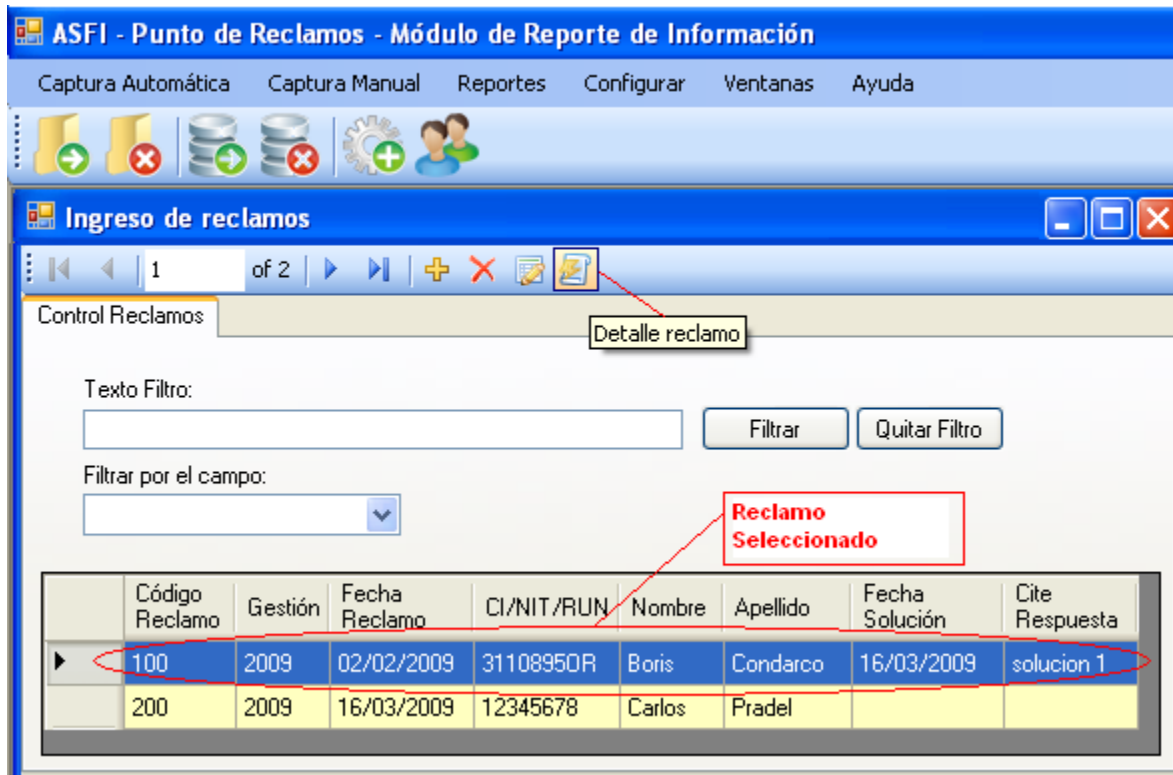 ASFI - Punto de Reclamos - Módulo de Reporte de Información
Captura Automática Captura Manual Reportes Configurar Ventanas Ayuda
Ingreso de reclamos
1 of 2
Control Reclamos
Detalle reclamo
Texto Filtro:
Filtrar Quitar Filtro
Filtrar por el campo:
Reclamo
Seleccionado
Código Reclamo Gestión Fecha Reclamo CI/NIT/RUN Nombre Apellido Fecha Solución Cite Respuesta
100 2009 02/02/2009 3110895OR Boris Condarco 16/03/2009 solucion 1
200 2009 16/03/2009 12345678 Carlos Pradel